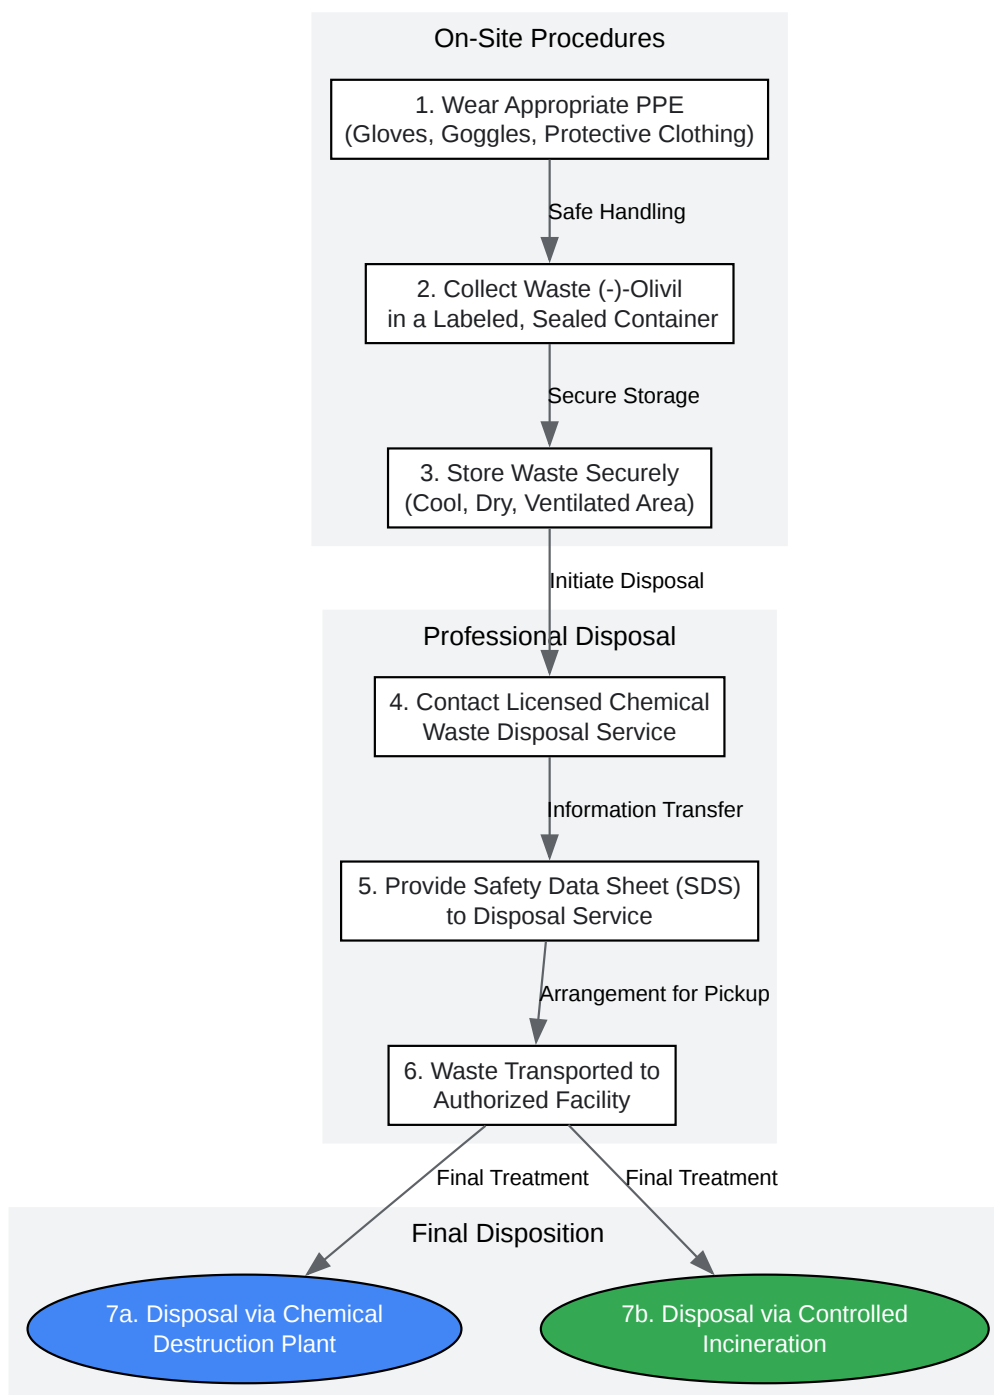 On-Site Procedures
1. Wear Appropriate PPE
(Gloves, Goggles, Protective Clothing)
Safe Handling
2. Collect Waste (-)-Olivil
in a Labeled, Sealed Container
Secure Storage
3. Store Waste Securely
(Cool, Dry, Ventilated Area)
Initiate Disposal
Professional Disposal
4. Contact Licensed Chemical
Waste Disposal Service
Information Transfer
5. Provide Safety Data Sheet (SDS)
to Disposal Service
Arrangement for Pickup
6. Waste Transported to
Authorized Facility
Final Treatment
Final Treatment
Final Disposition
7a. Disposal via Chemical
Destruction Plant
7b. Disposal via Controlled
Incineration